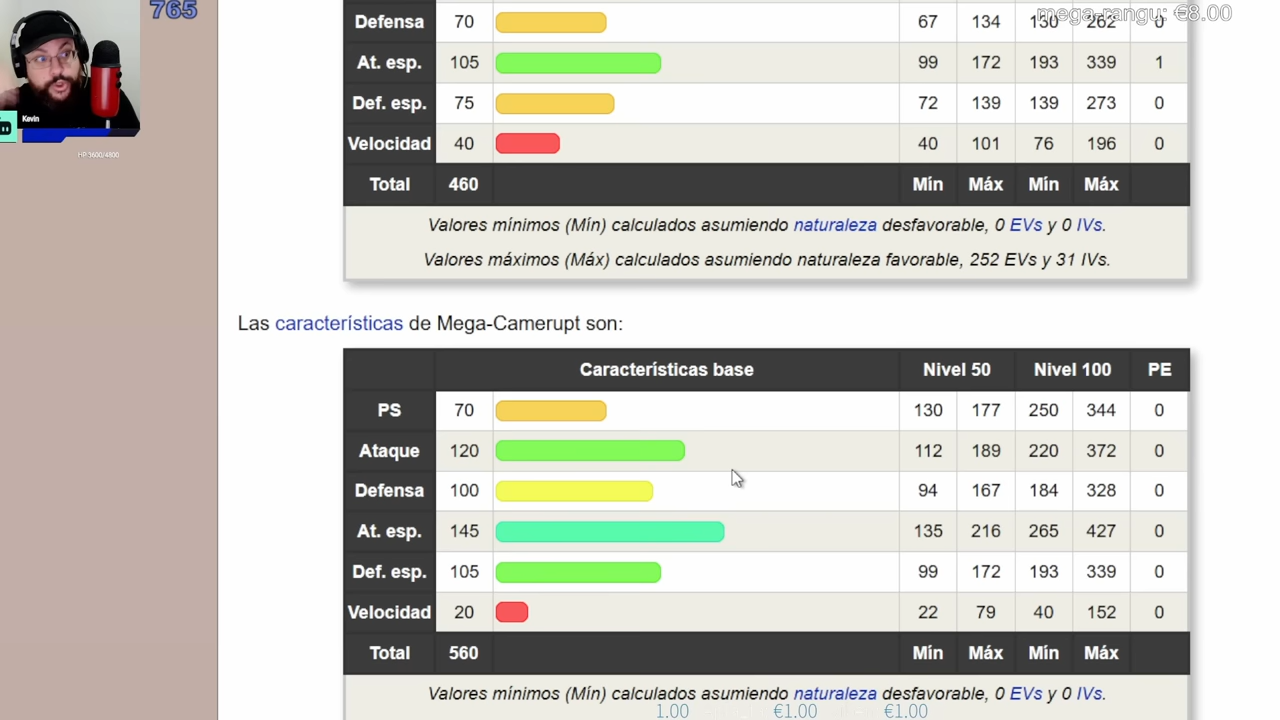 765
mega-rangu: €8.00
Kevin
HP 3600/4800
Defensa 70 67 134 130 262 0
At. esp. 105 99 172 193 339 1
Def. esp. 75 72 139 139 273 0
Velocidad 40 40 101 76 196 0
Total 460 Mín Máx Mín Máx
Valores mínimos (Mín) calculados asumiendo naturaleza desfavorable, 0 EVs y 0 IVs.
Valores máximos (Máx) calculados asumiendo naturaleza favorable, 252 EVs y 31 IVs.
Las características de Mega-Camerupt son:
Características base Nivel 50 Nivel 100 PE
PS 70 130 177 250 344 0
Ataque 120 112 189 220 372 0
Defensa 100 94 167 184 328 0
At. esp. 145 135 216 265 427 0
Def. esp. 105 99 172 193 339 0
Velocidad 20 22 79 40 152 0
Total 560 Mín Máx Mín Máx
Valores mínimos (Mín) calculados asumiendo naturaleza desfavorable, 0 EVs y 0 IVs.
1.00 €1.00 €1.00